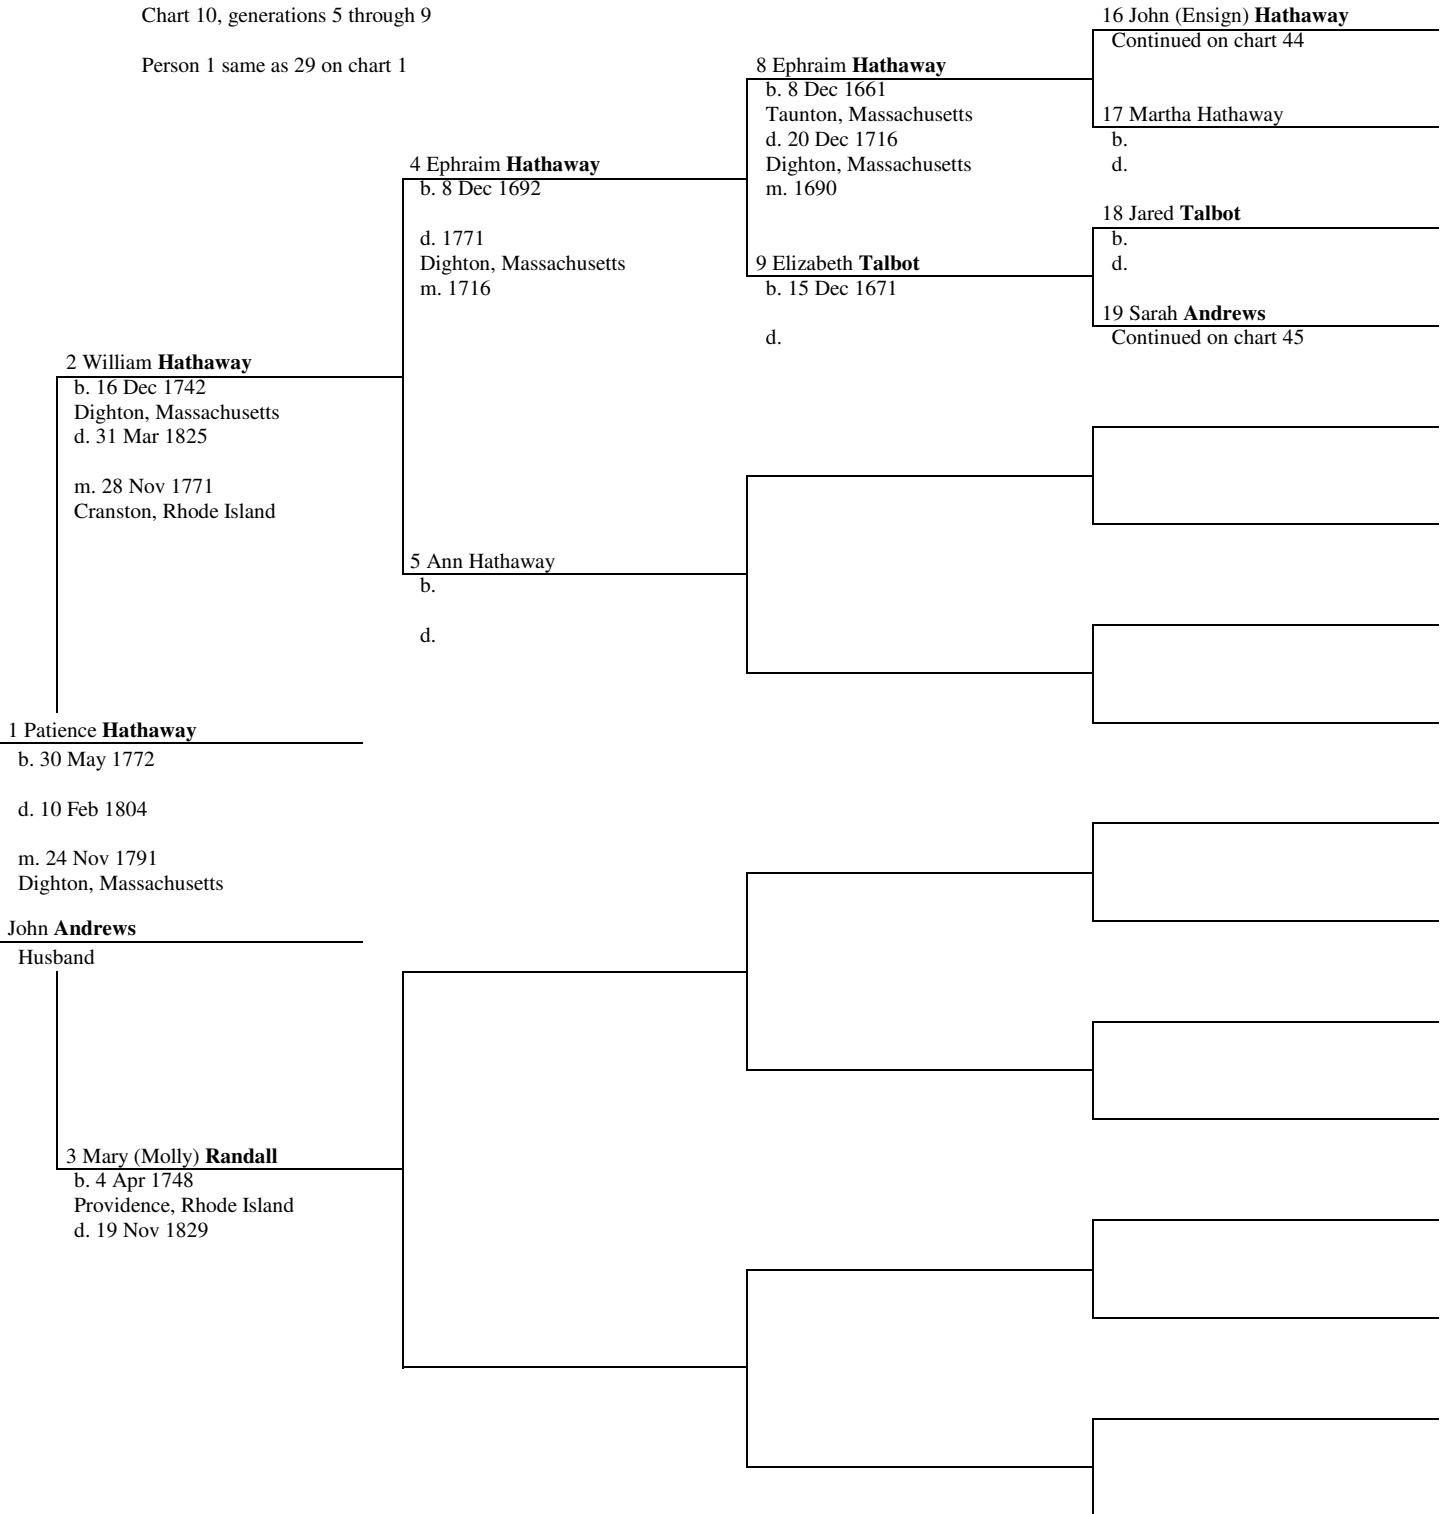 Chart 10, generations 5 through 9
Person 1 same as 29 on chart 1
16 John (Ensign) Hathaway
Continued on chart 44
8 Ephraim Hathaway
b. 8 Dec 1661
Taunton, Massachusetts
d. 20 Dec 1716
Dighton, Massachusetts
m. 1690
17 Martha Hathaway
b.
d.
4 Ephraim Hathaway
b. 8 Dec 1692
d. 1771
Dighton, Massachusetts
m. 1716
18 Jared Talbot
b.
d.
9 Elizabeth Talbot
b. 15 Dec 1671
d.
19 Sarah Andrews
Continued on chart 45
2 William Hathaway
b. 16 Dec 1742
Dighton, Massachusetts
d. 31 Mar 1825
m. 28 Nov 1771
Cranston, Rhode Island
5 Ann Hathaway
b.
d.
1 Patience Hathaway
b. 30 May 1772
d. 10 Feb 1804
m. 24 Nov 1791
Dighton, Massachusetts
John Andrews
Husband
3 Mary (Molly) Randall
b. 4 Apr 1748
Providence, Rhode Island
d. 19 Nov 1829